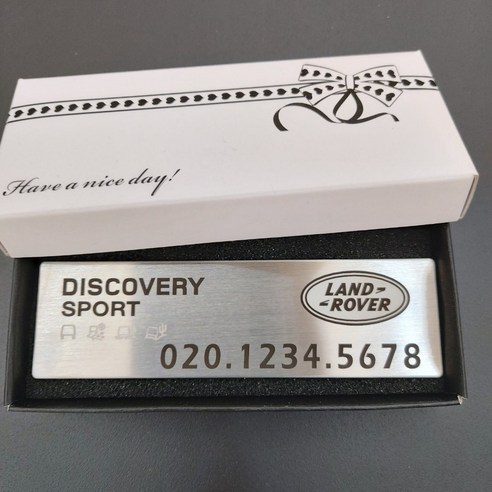 Have a nice day!
DISCOVERY
SPORT
LAND
ROVER
020.1234.5678